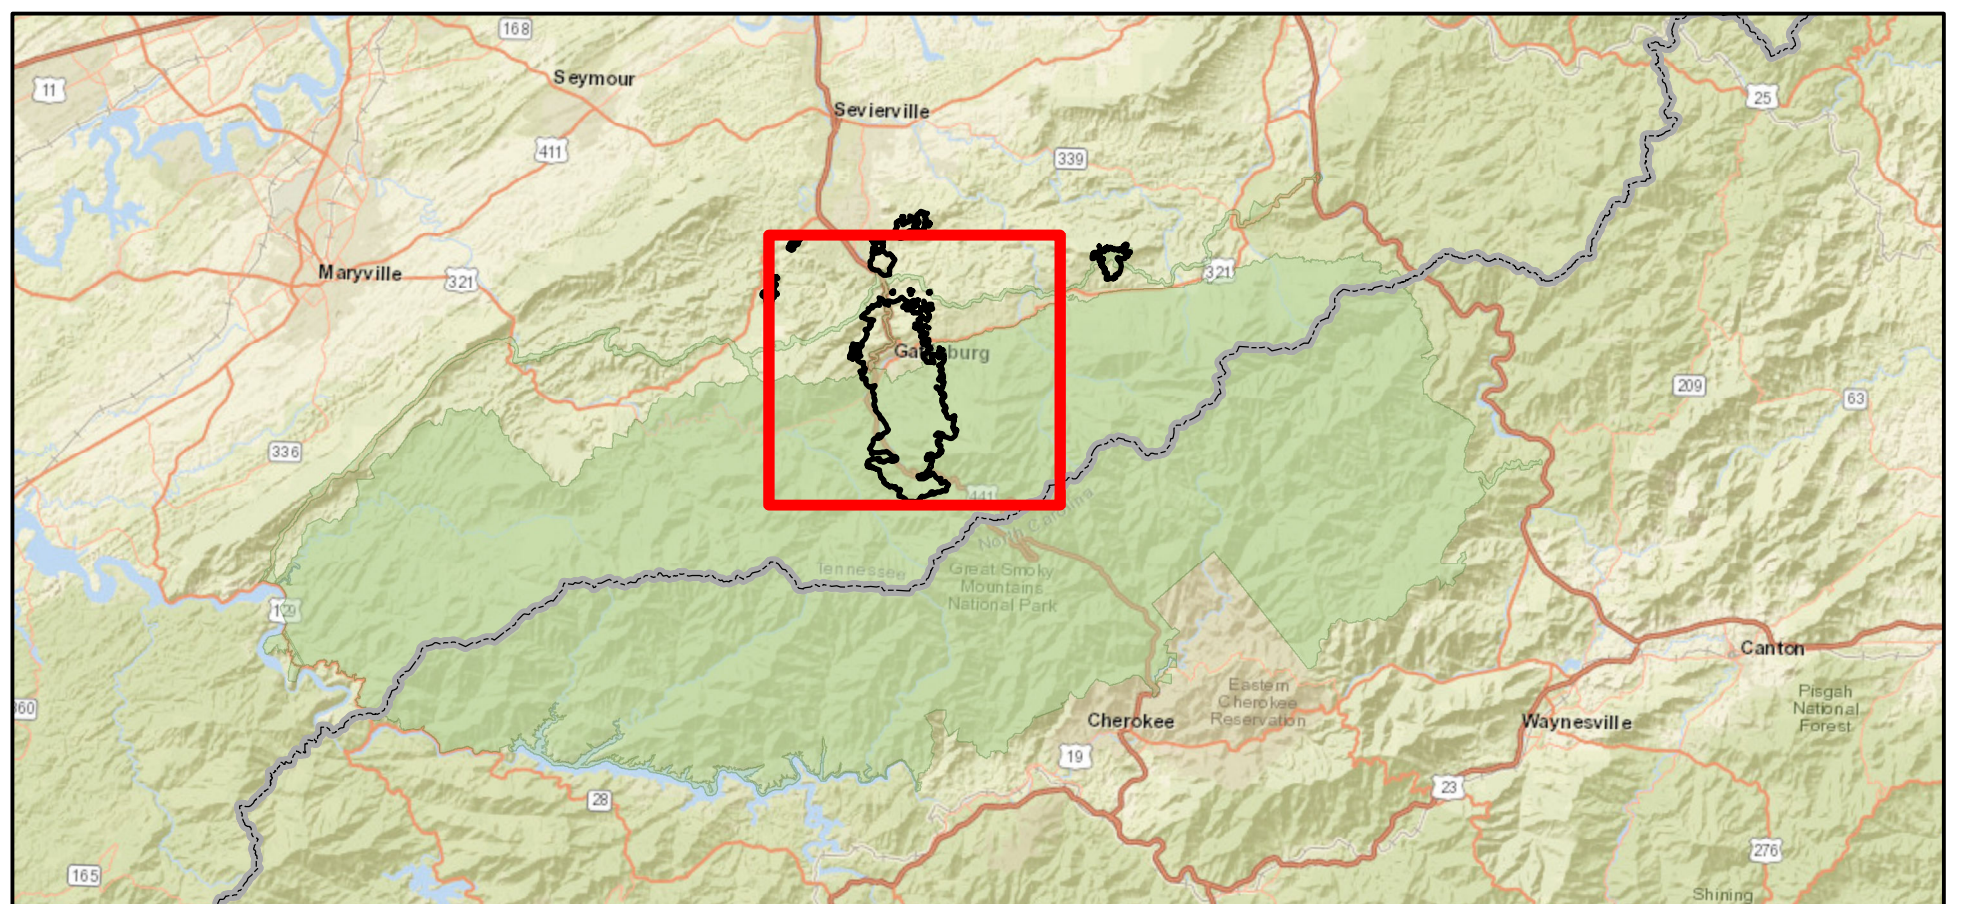 168
Seymour
11
Sevierville
25
411
339
Maryville
321
321
Gatlinburg
209
63
336
441
North Carolina
Tennessee
Great Smoky
Mountains
National Park
129
Canton
Eastern
Cherokee
Reservation
Pisgah
National
Forest
360
Cherokee
Waynesville
19
23
28
276
165
Shining